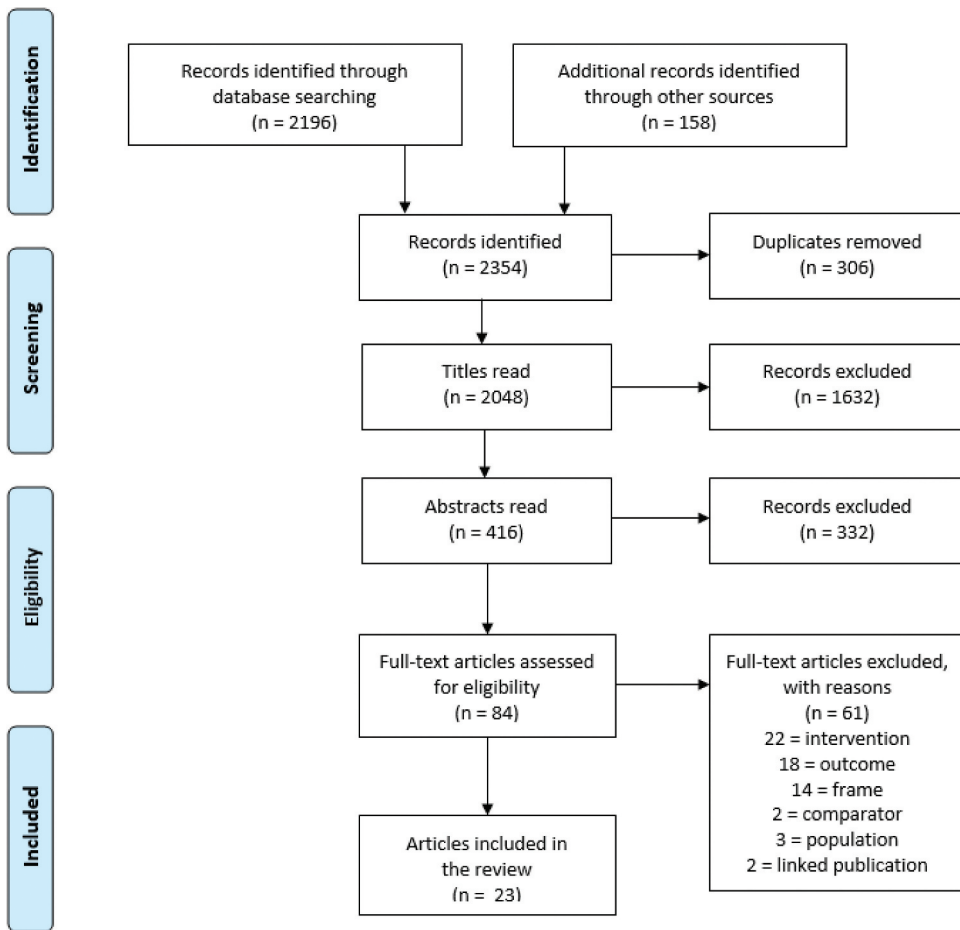 Identification
Records identified through
database searching
(n = 2196)
Additional records identified
through other sources
(n = 158)
Records identified
(n = 2354)
Duplicates removed
(n = 306)
Screening
Titles read
(n = 2048)
Records excluded
(n = 1632)
Abstracts read
(n = 416)
Records excluded
(n = 332)
Eligibility
Full-text articles assessed
for eligibility
(n = 84)
Full-text articles excluded,
with reasons
(n = 61)
22 = intervention
18 = outcome
14 = frame
2 = comparator
3 = population
2 = linked publication
Included
Articles included in
the review
(n = 23)